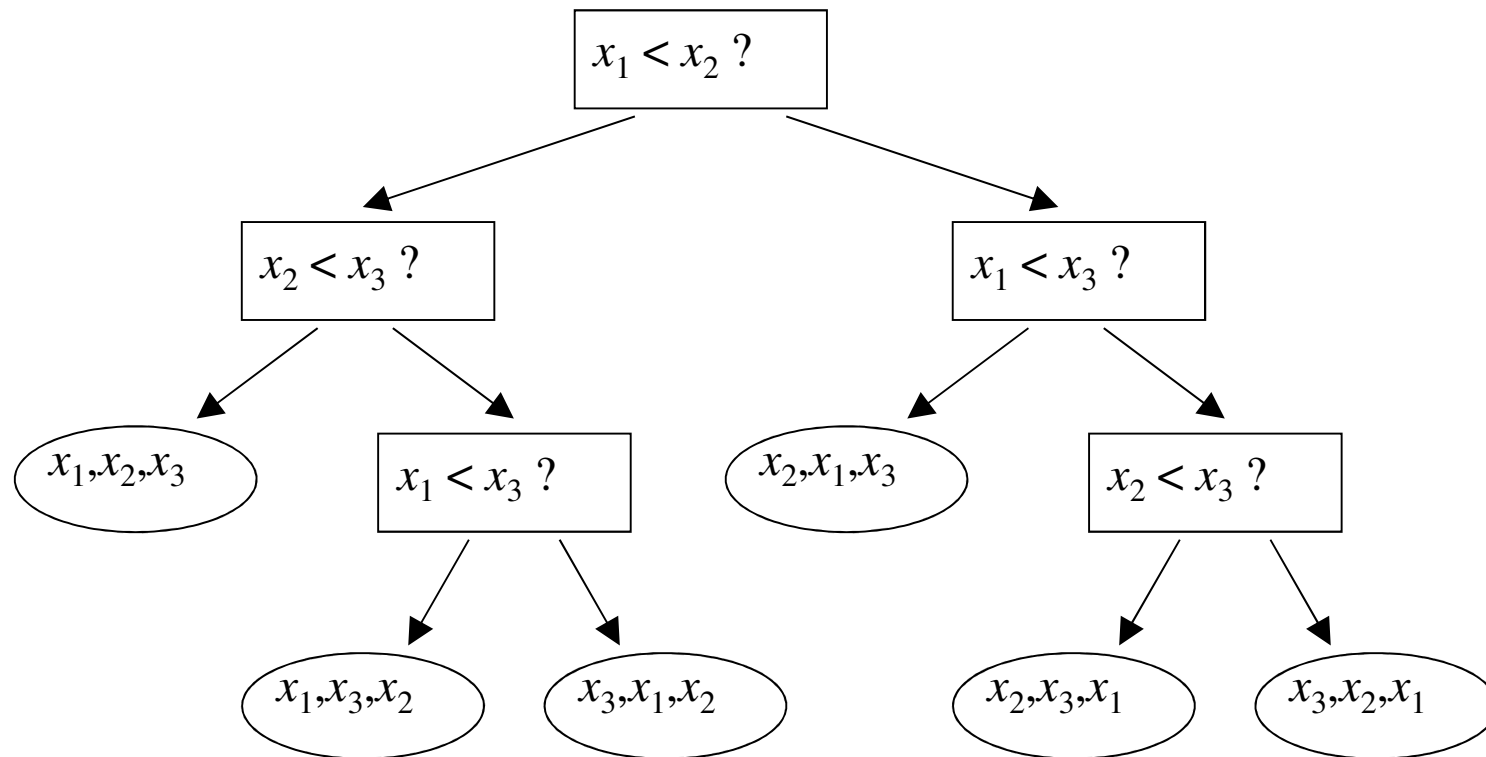 x₁ < x₂ ?
x₂ < x₃ ?
x₁ < x₃ ?
x₁,x₂,x₃
x₁ < x₃ ?
x₂,x₁,x₃
x₂ < x₃ ?
x₁,x₃,x₂
x₃,x₁,x₂
x₂,x₃,x₁
x₃,x₂,x₁